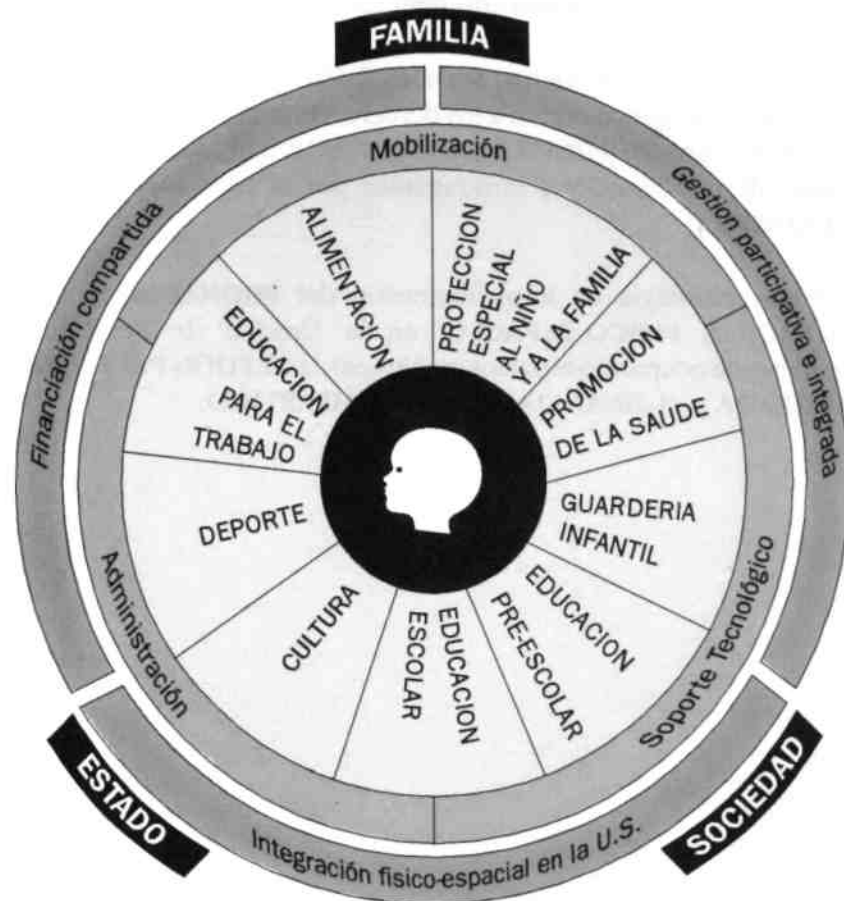 FAMILIA
Financiación compartida
Gestion participativa e integrada
Mobilización
ALIMENTACION
PROTECCION
ESPECIAL
AL NIÑO
Y A LA FAMILIA
EDUCACION
PARA EL
TRABAJO
PROMOCION
DE LA SAUDE
DEPORTE
GUARDERIA
INFANTIL
CULTURA
EDUCACION
ESCOLAR
EDUCACION
PRE-ESCOLAR
Administración
Soporte Tecnológico
ESTADO
SOCIEDAD
Integración fisico-espacial en la U.S.